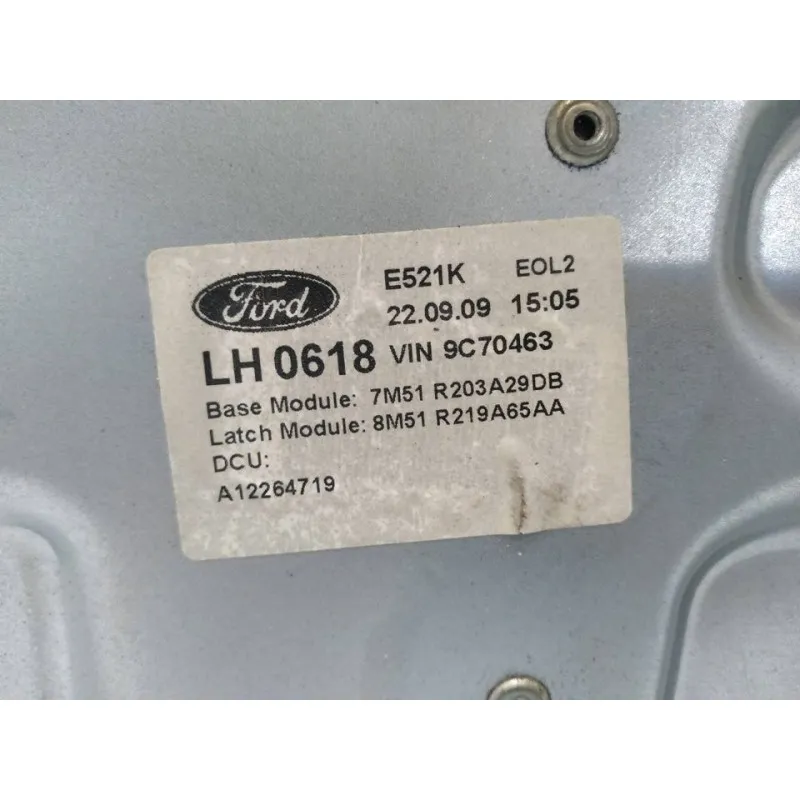 Ford E521K EOL2
22.09.09 15:05
LH 0618 VIN 9C70463
Base Module: 7M51 R203A29DB
Latch Module: 8M51 R219A65AA
DCU:
A12264719